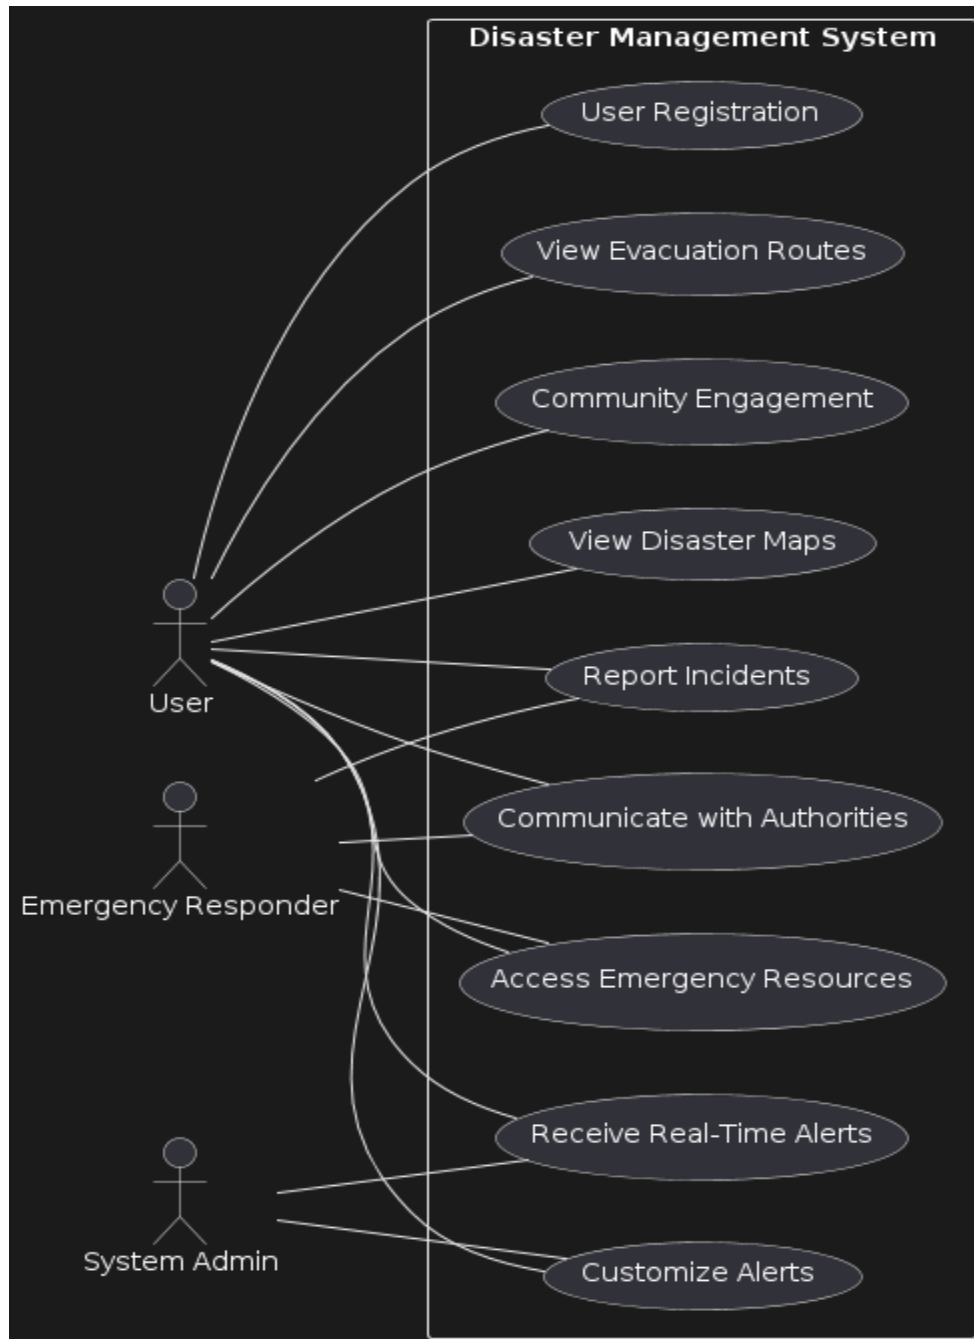 Disaster Management System
User Registration
View Evacuation Routes
Community Engagement
View Disaster Maps
Report Incidents
User
Communicate with Authorities
Emergency Responder
Access Emergency Resources
Receive Real-Time Alerts
System Admin
Customize Alerts